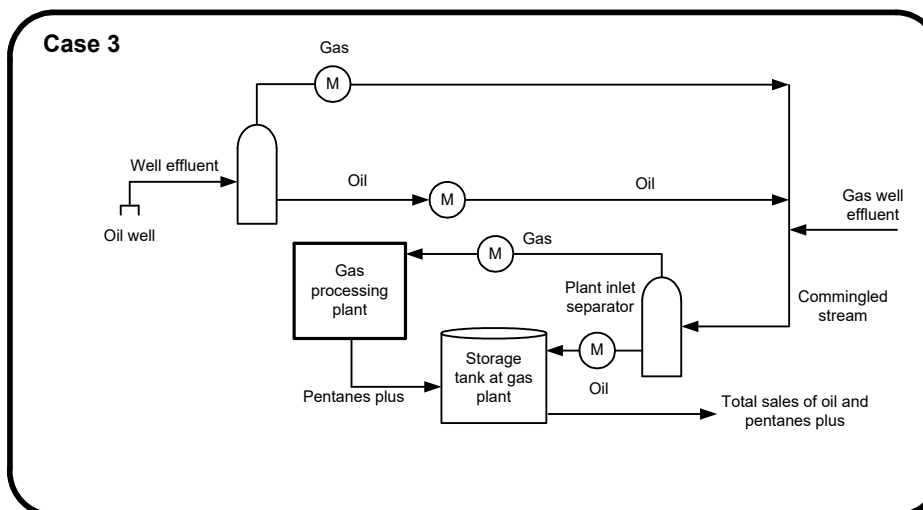 Case 3
Gas
M
Well effluent
Oil
M
Oil
Oil well
Gas well
effluent
Gas
M
Gas
processing
plant
Plant inlet
separator
Commingled
stream
Storage
tank at gas
plant
M
Oil
Pentanes plus
Total sales of oil and
pentanes plus